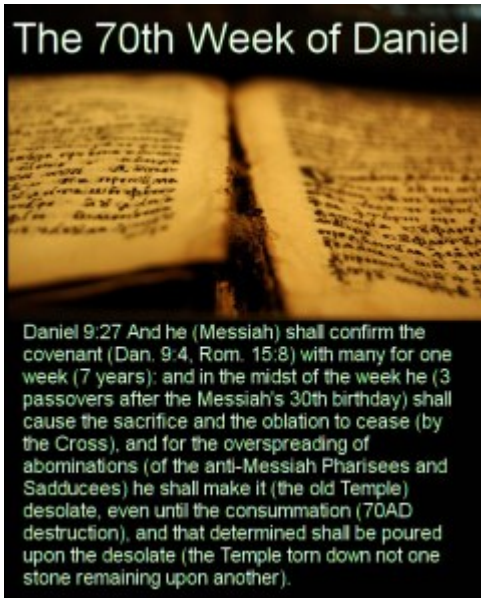 The 70th Week of Daniel
Daniel 9:27 And he (Messiah) shall confirm the
covenant (Dan. 9:4, Rom. 15:8) with many for one
week (7 years): and in the midst of the week he (3
passovers after the Messiah's 30th birthday) shall
cause the sacrifice and the oblation to cease (by
the Cross), and for the overspreading of
abominations (of the anti-Messiah Pharisees and
Sadducees) he shall make it (the old Temple)
desolate, even until the consummation (70AD
destruction), and that determined shall be poured
upon the desolate (the Temple torn down not one
stone remaining upon another).